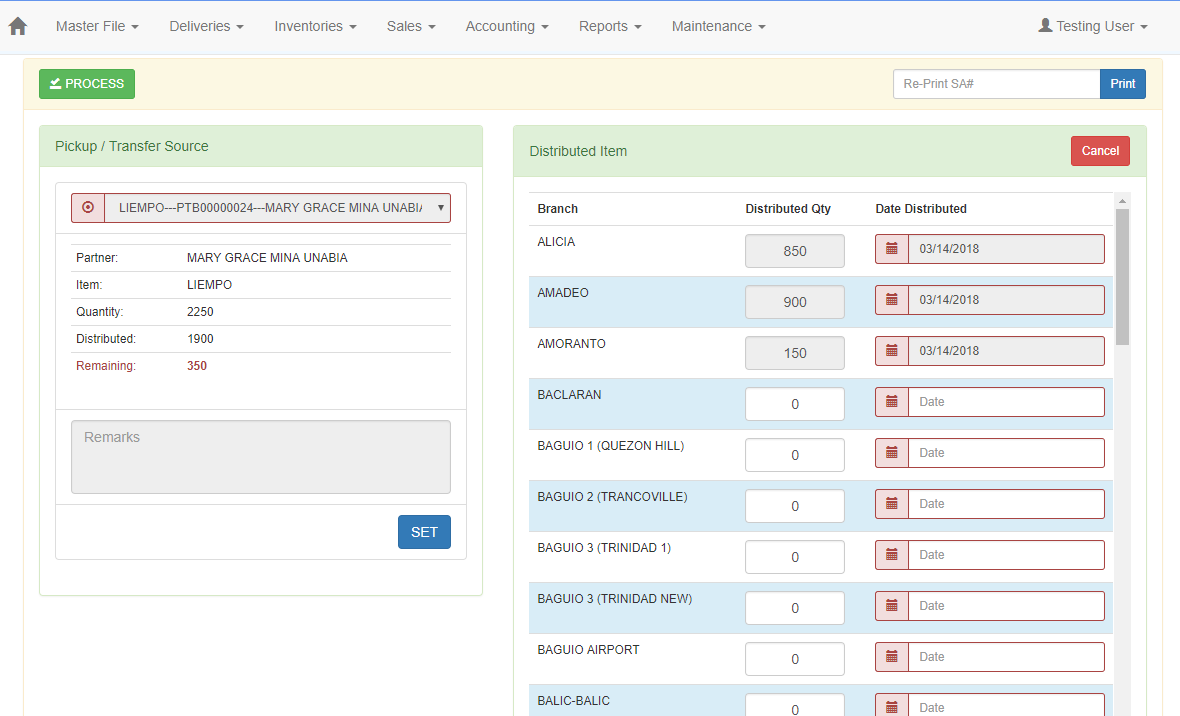 Master File Deliveries Inventories Sales Accounting Reports Maintenance Testing User
PROCESS
Re-Print SA# Print
Pickup / Transfer Source
LIEMPO---PTB00000024---MARY GRACE MINA UNABI
Partner: MARY GRACE MINA UNABIA
Item: LIEMPO
Quantity: 2250
Distributed: 1900
Remaining: 350
Remarks
SET
Distributed Item Cancel
Branch Distributed Qty Date Distributed
ALICIA 850 03/14/2018
AMADEO 900 03/14/2018
AMORANTO 150 03/14/2018
BACLARAN 0 Date
BAGUIO 1 (QUEZON HILL) 0 Date
BAGUIO 2 (TRANCOVILLE) 0 Date
BAGUIO 3 (TRINIDAD 1) 0 Date
BAGUIO 3 (TRINIDAD NEW) 0 Date
BAGUIO AIRPORT 0 Date
BALIC-BALIC 0 Date